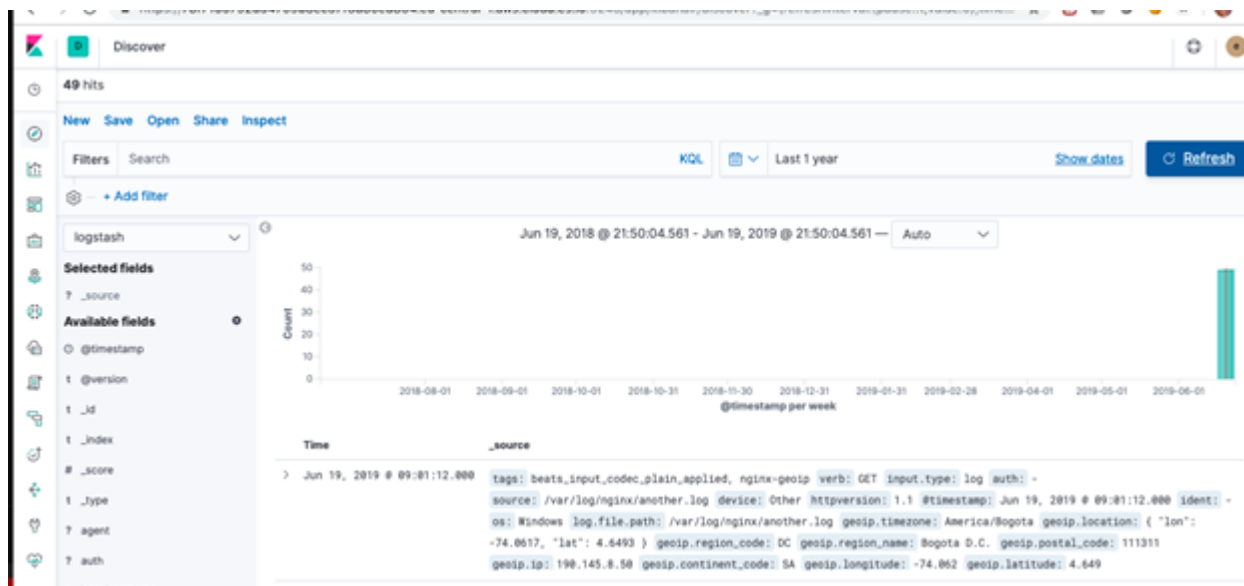 D Discover
49 hits
New Save Open Share Inspect
Filters Search KQL Last 1 year Show dates Refresh
+ Add filter
logstash
Jun 19, 2018 @ 21:50:04.561 - Jun 19, 2019 @ 21:50:04.561 — Auto
Selected fields
? _source
Available fields
@timestamp
t @version
t _id
t _index
# _score
t _type
? agent
? auth
Count
50
40
30
20
10
0
2018-08-01 2018-09-01 2018-10-01 2018-10-31 2018-11-30 2018-12-31 2019-01-31 2019-02-28 2019-04-01 2019-05-01 2019-06-01
@timestamp per week
Time _source
Jun 19, 2019 @ 09:01:12.000 tags: beats_input_codec_plain_applied, nginx-geoip verb: GET input.type: log auth: -
source: /var/log/nginx/another.log device: Other httpversion: 1.1 @timestamp: Jun 19, 2019 @ 09:01:12.000 ident: -
os: Windows log.file.path: /var/log/nginx/another.log geoip.timezone: America/Bogota geoip.location: { "lon":
-74.0617, "lat": 4.6493 } geoip.region_code: DC geoip.region_name: Bogota D.C. geoip.postal_code: 111311
geoip.ip: 190.145.8.50 geoip.continent_code: SA geoip.longitude: -74.062 geoip.latitude: 4.649